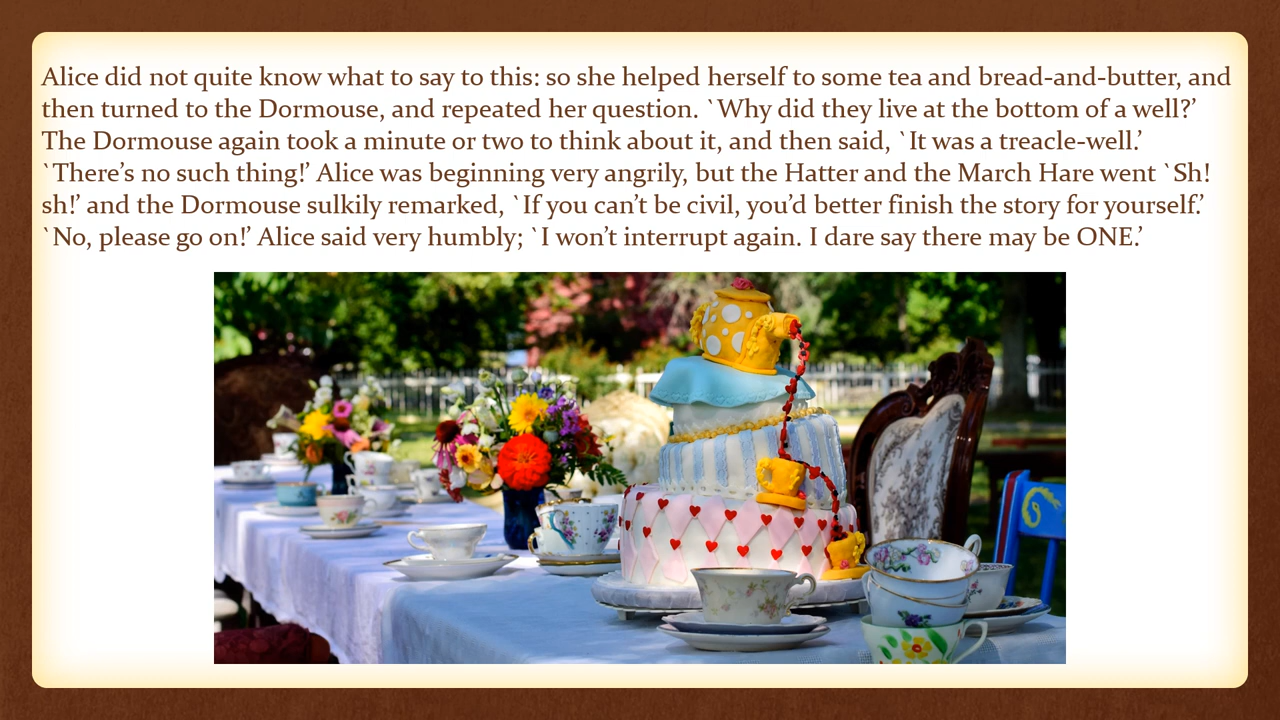 Alice did not quite know what to say to this: so she helped herself to some tea and bread-and-butter, and
then turned to the Dormouse, and repeated her question. `Why did they live at the bottom of a well?’
The Dormouse again took a minute or two to think about it, and then said, `It was a treacle-well.’
`There’s no such thing!’ Alice was beginning very angrily, but the Hatter and the March Hare went `Sh!
sh!’ and the Dormouse sulkily remarked, `If you can’t be civil, you’d better finish the story for yourself.’
`No, please go on!’ Alice said very humbly; `I won’t interrupt again. I dare say there may be ONE.’